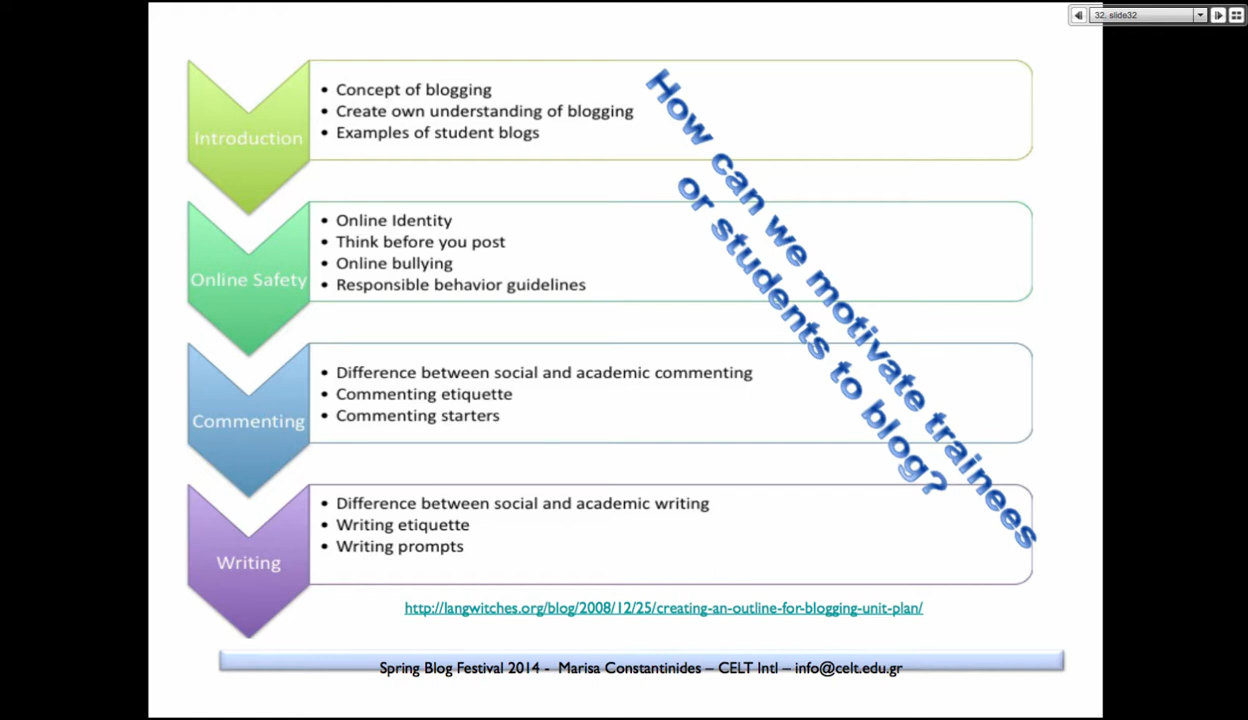 32. slide32
Introduction
• Concept of blogging
• Create own understanding of blogging
• Examples of student blogs
How can we motivate trainees
or students to blog?
Online Safety
• Online Identity
• Think before you post
• Online bullying
• Responsible behavior guidelines
Commenting
• Difference between social and academic commenting
• Commenting etiquette
• Commenting starters
Writing
• Difference between social and academic writing
• Writing etiquette
• Writing prompts
http://langwitches.org/blog/2008/12/25/creating-an-outline-for-blogging-unit-plan/
Spring Blog Festival 2014 - Marisa Constantinides – CELT Intl – info@celt.edu.gr